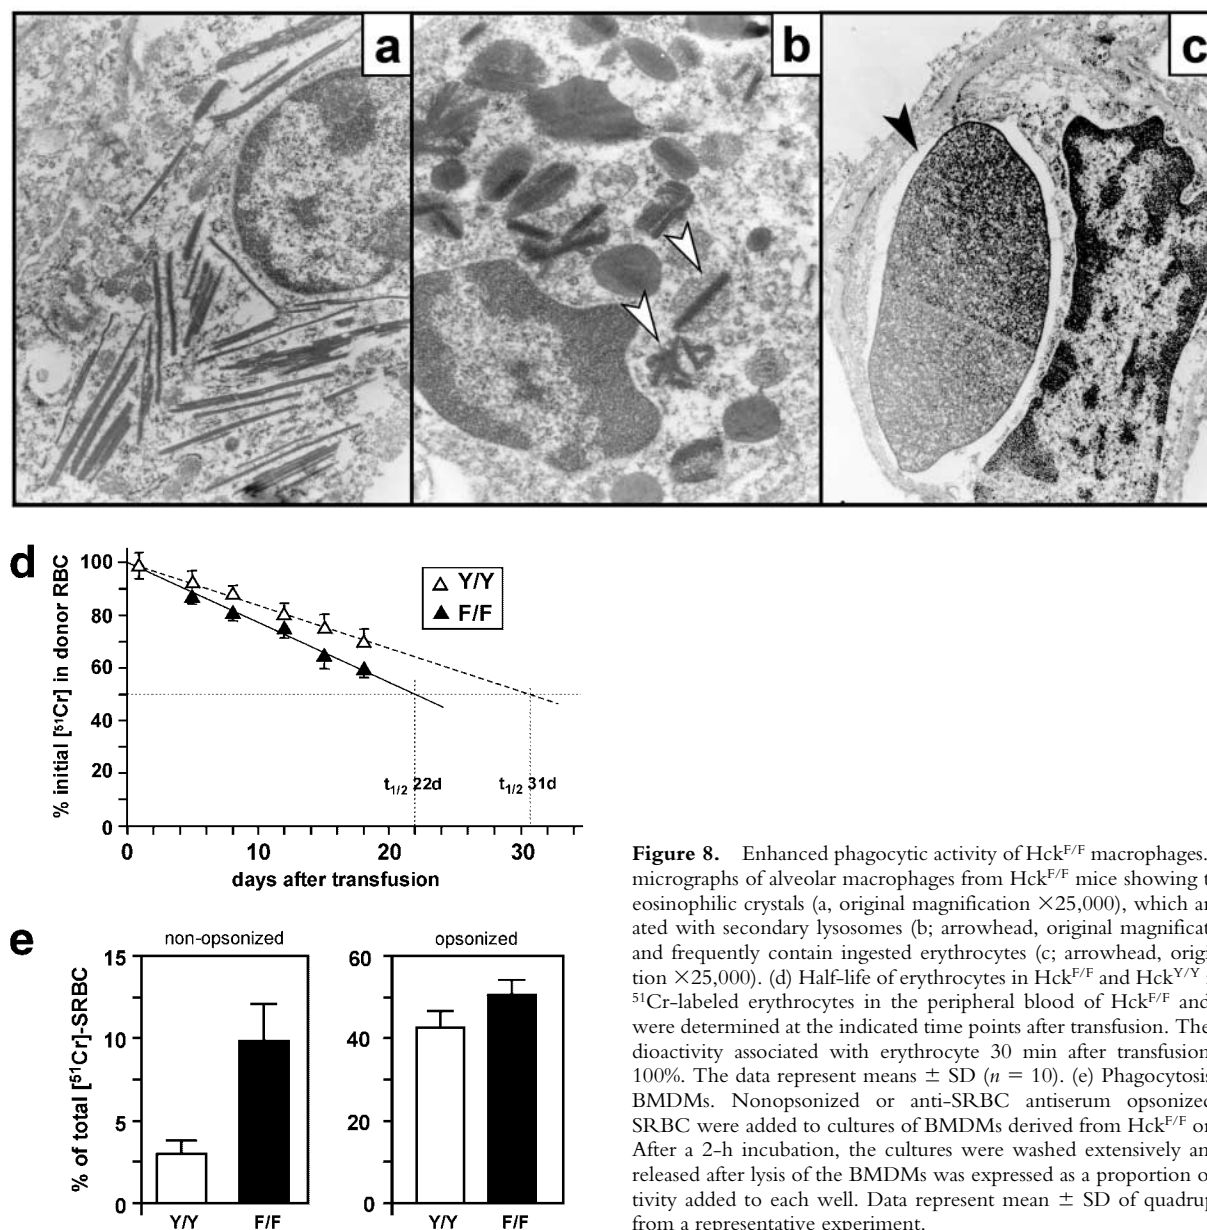 a
b
c
d
% initial [⁵¹Cr] in donor RBC
100
80
60
40
20
0
Y/Y
F/F
t1/2 22d
t1/2 31d
0 10 20 30
days after transfusion
e
non-opsonized
opsonized
% of total [⁵¹Cr]-SRBC
15
10
5
0
Y/Y F/F
60
40
20
0
Y/Y F/F
Figure 8. Enhanced phagocytic activity of HckF/F macrophages.
micrographs of alveolar macrophages from HckF/F mice showing
eosinophilic crystals (a, original magnification ×25,000), which
ated with secondary lysosomes (b; arrowhead, original
and frequently contain ingested erythrocytes (c; arrowhead,
tion ×25,000). (d) Half-life of erythrocytes in HckF/F and HckY/Y
⁵¹Cr-labeled erythrocytes in the peripheral blood of HckF/F and
were determined at the indicated time points after transfusion. The
dioactivity associated with erythrocyte 30 min after transfusion
100%. The data represent means ± SD (n = 10). (e) Phagocytosis
BMDMs. Nonopsonized or anti-SRBC antiserum opsonized
SRBC were added to cultures of BMDMs derived from HckF/F or
After a 2-h incubation, the cultures were washed extensively
released after lysis of the BMDMs was expressed as a proportion
tivity added to each well. Data represent mean ± SD of
from a representative experiment.